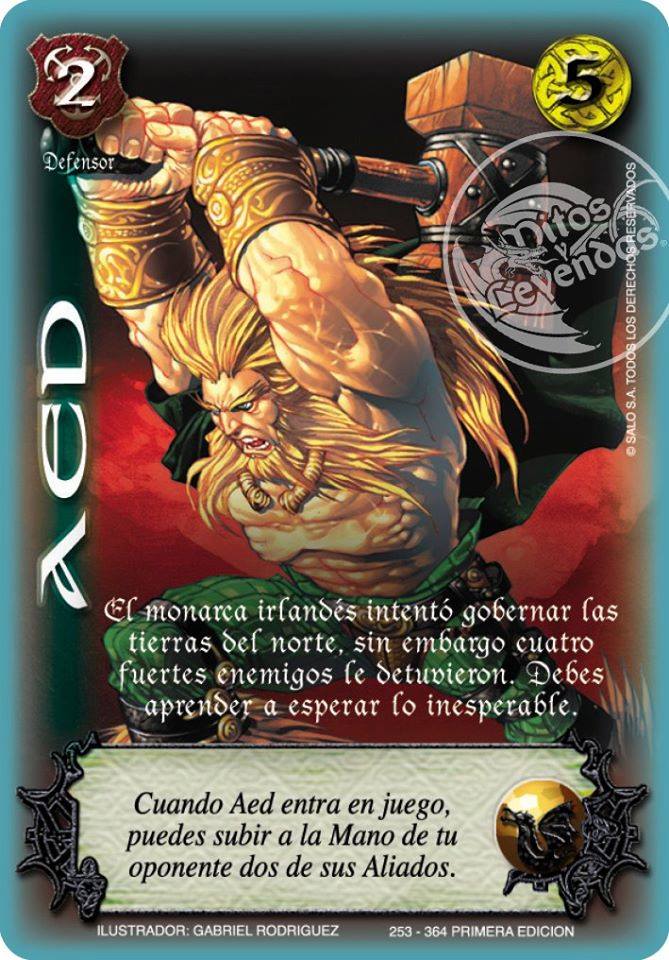 2
5
Defensor
Mitos
y
Leyendas®
© SALO S.A. TODOS LOS DERECHOS RESERVADOS
AED
El monarca irlandés intentó gobernar las
tierras del norte, sin embargo cuatro
fuertes enemigos le detuvieron. Debes
aprender a esperar lo inesperable.
Cuando Aed entra en juego,
puedes subir a la Mano de tu
oponente dos de sus Aliados.
ILUSTRADOR: GABRIEL RODRIGUEZ 253 - 364 PRIMERA EDICION